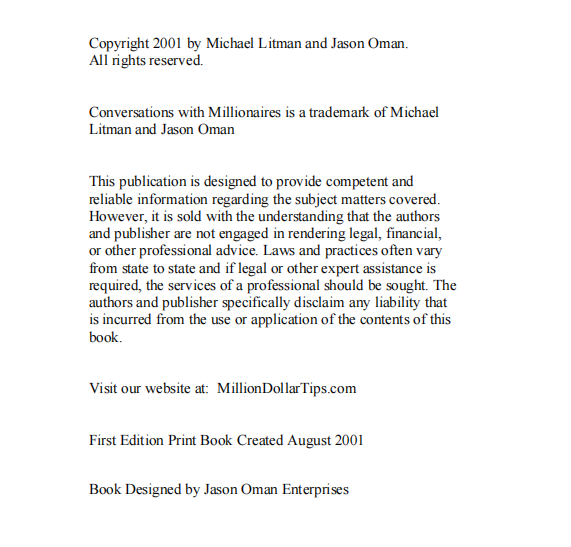 Copyright 2001 by Michael Litman and Jason Oman.
All rights reserved.
Conversations with Millionaires is a trademark of Michael
Litman and Jason Oman
This publication is designed to provide competent and
reliable information regarding the subject matters covered.
However, it is sold with the understanding that the authors
and publisher are not engaged in rendering legal, financial,
or other professional advice. Laws and practices often vary
from state to state and if legal or other expert assistance is
required, the services of a professional should be sought. The
authors and publisher specifically disclaim any liability that
is incurred from the use or application of the contents of this
book.
Visit our website at:  MillionDollarTips.com
First Edition Print Book Created August 2001
Book Designed by Jason Oman Enterprises